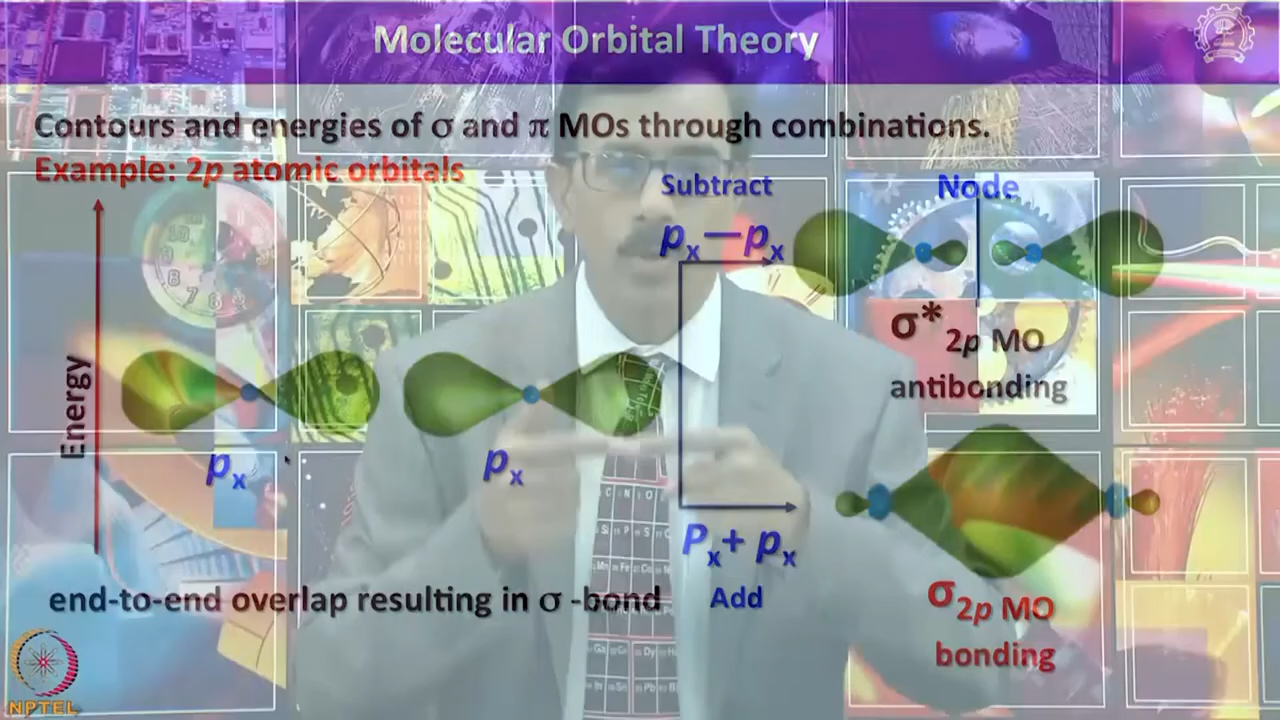 Molecular Orbital Theory
Contours and energies of σ and π MOs through combinations.
Example: 2p atomic orbitals
Subtract
Node
pₓ—pₓ
σ*₂ₚ MO
antibonding
Energy
pₓ
pₓ
Pₓ+ pₓ
Add
end-to-end overlap resulting in σ -bond
σ₂ₚ MO
bonding
NPTEL